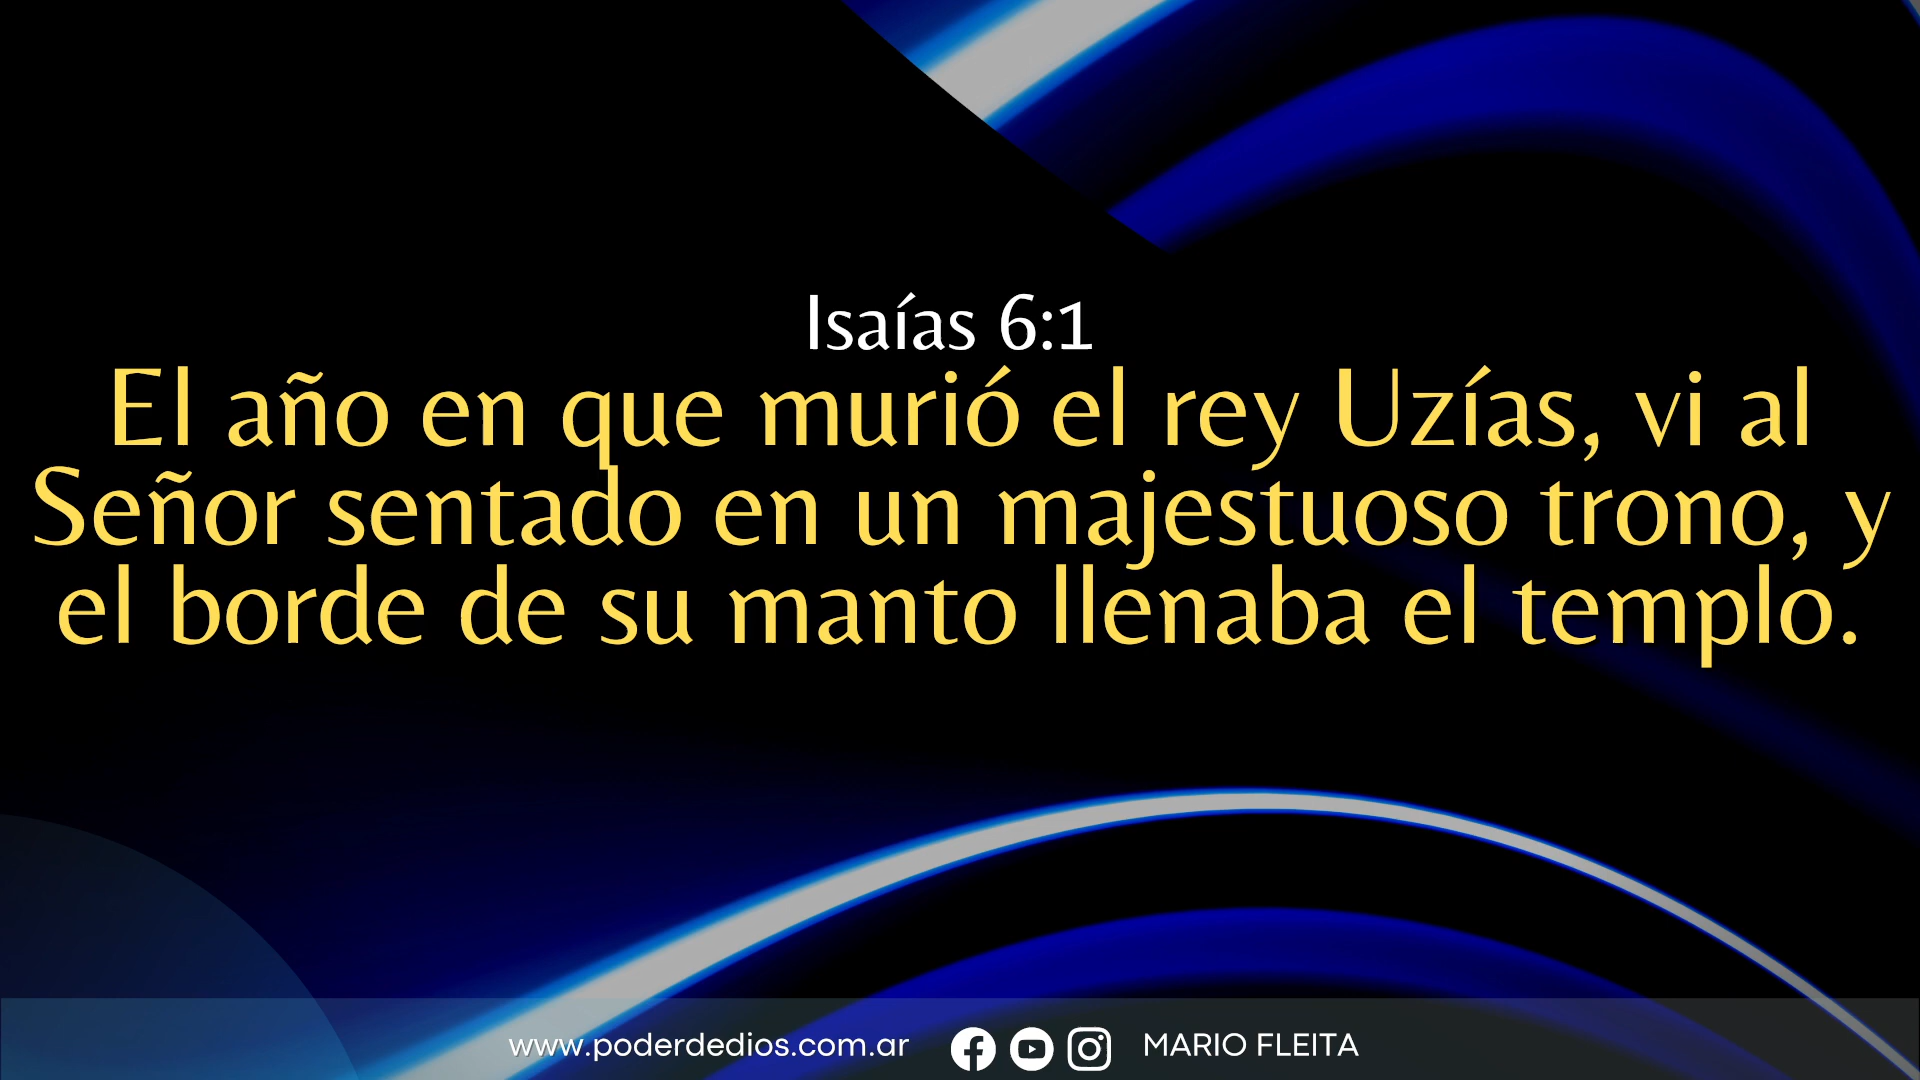 Isaías 6:1
El año en que murió el rey Uzías, vi al
Señor sentado en un majestuoso trono, y
el borde de su manto llenaba el templo.
www.poderdedios.com.ar MARIO FLEITA